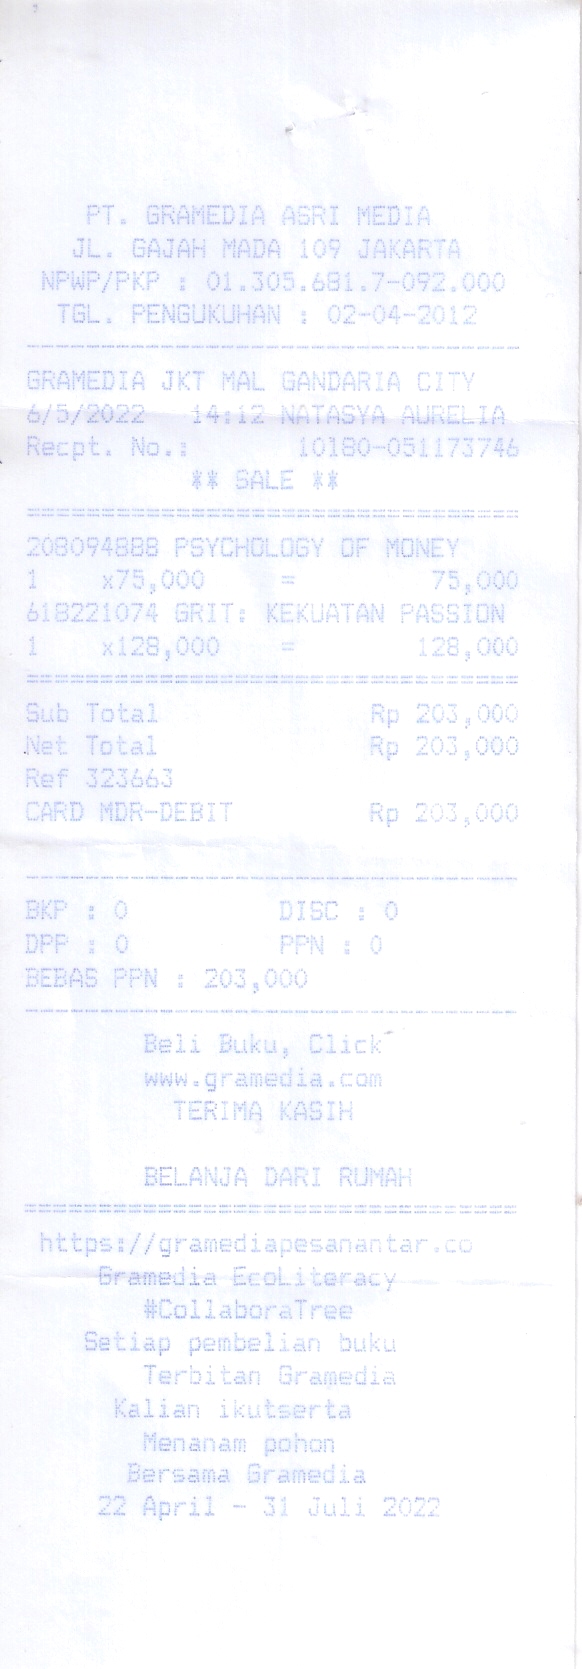 PT. GRAMEDIA ASRI MEDIA
JL. GAJAH MADA 109 JAKARTA
NPWP/PKP : 01.305.681.7-092.000
TGL. PENGUKUHAN : 02-04-2012
GRAMEDIA JKT MAL GANDARIA CITY
6/5/2022 14:12 NATASYA AURELIA
Recpt. No.: 10180-051173746
** SALE **
208094888 PSYCHOLOGY OF MONEY
1 x75,000 = 75,000
618221074 GRIT: KEKUATAN PASSION
1 x128,000 = 128,000
Sub Total Rp 203,000
Net Total Rp 203,000
Ref 323663
CARD MDR-DEBIT Rp 203,000
BKP : 0 DISC : 0
DPP : 0 PPN : 0
BEBAS PPN : 203,000
Beli Buku, Click
www.gramedia.com
TERIMA KASIH
BELANJA DARI RUMAH
https://gramediapesanantar.co
Gramedia EcoLiteracy
#CollaboraTree
Setiap pembelian buku
Terbitan Gramedia
Kalian ikutserta
Menanam pohon
Bersama Gramedia
22 April - 31 Juli 2022